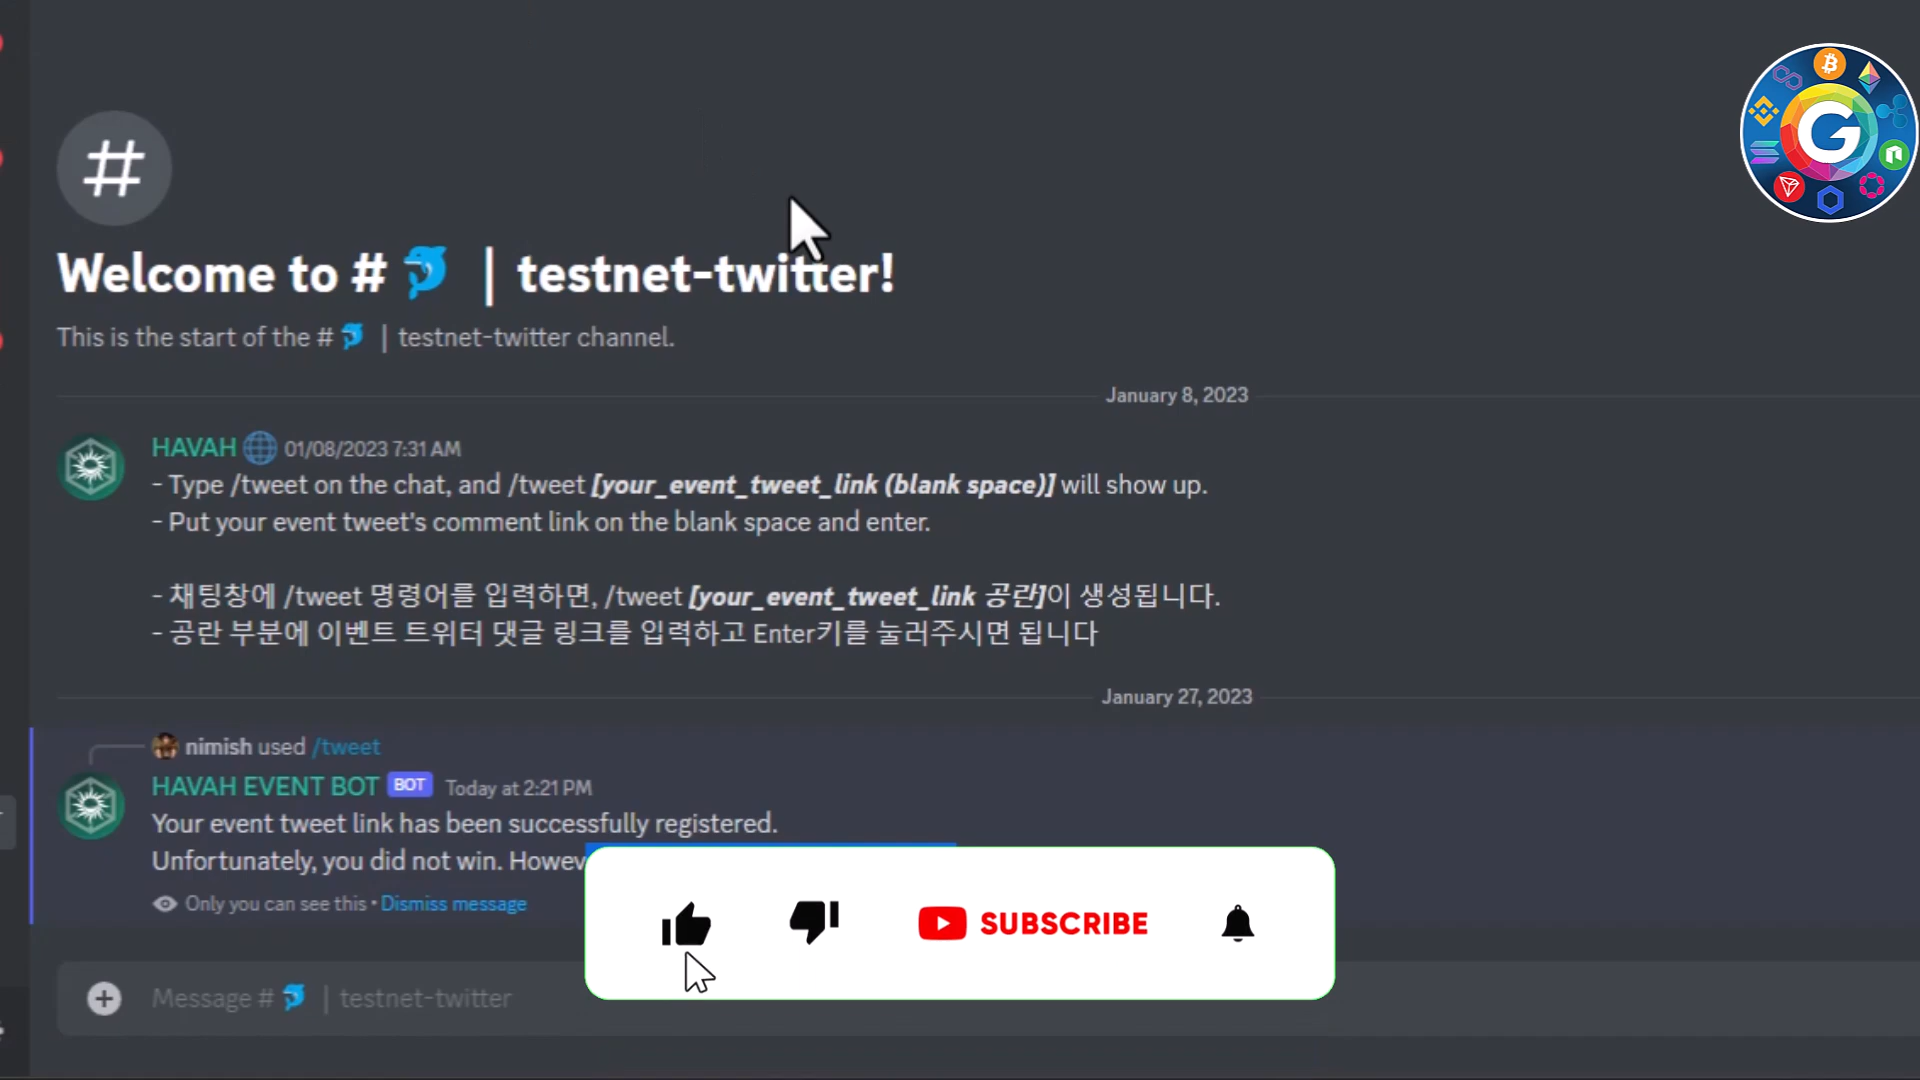 Welcome to # | testnet-twitter!
This is the start of the # | testnet-twitter channel.
January 8, 2023
HAVAH 01/08/2023 7:31 AM
- Type /tweet on the chat, and /tweet [your_event_tweet_link (blank space)] will show up.
- Put your event tweet's comment link on the blank space and enter.
- 채팅창에 /tweet 명령어를 입력하면, /tweet [your_event_tweet_link 공란]이 생성됩니다.
- 공란 부분에 이벤트 트위터 댓글 링크를 입력하고 Enter키를 눌러주시면 됩니다
January 27, 2023
nimish used /tweet
HAVAH EVENT BOT BOT Today at 2:21 PM
Your event tweet link has been successfully registered.
Unfortunately, you did not win. Howev
Only you can see this • Dismiss message
SUBSCRIBE
Message # | testnet-twitter
G